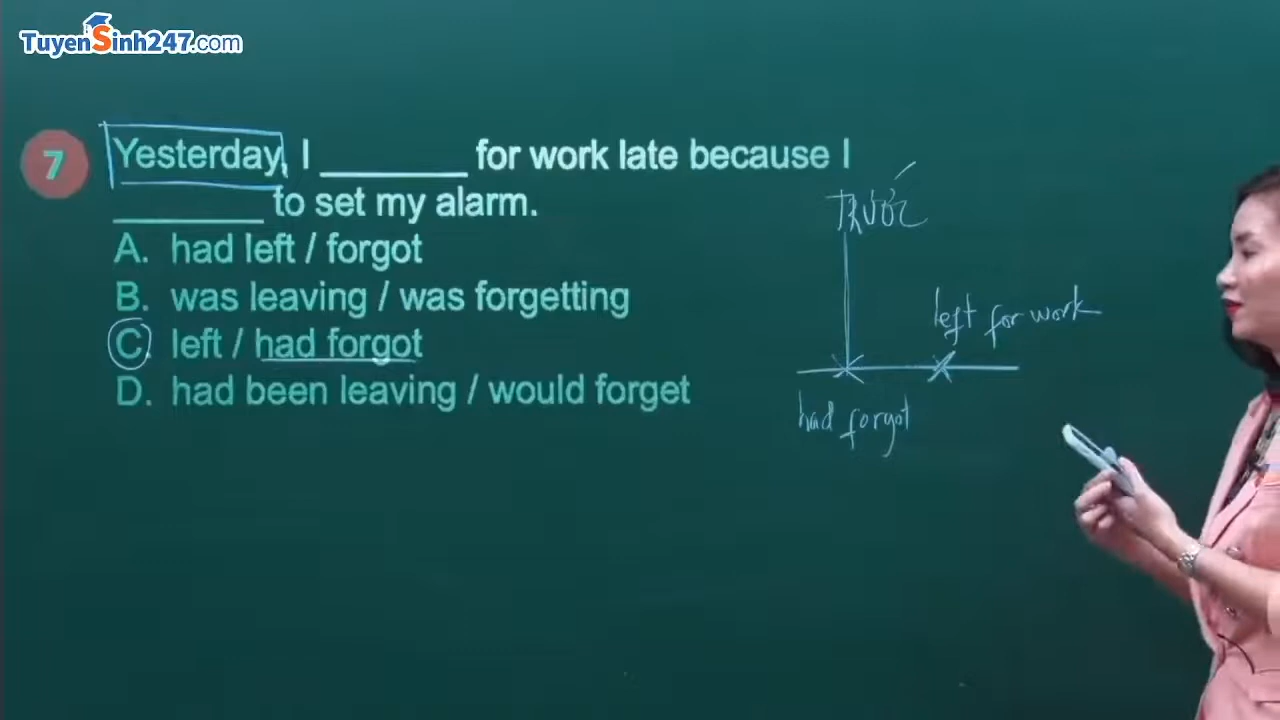 TuyenSinh247.com
7
Yesterday, I ________ for work late because I
________ to set my alarm.
A. had left / forgot
B. was leaving / was forgetting
C. left / had forgot
D. had been leaving / would forget
TRƯỚC
left for work
had forgot